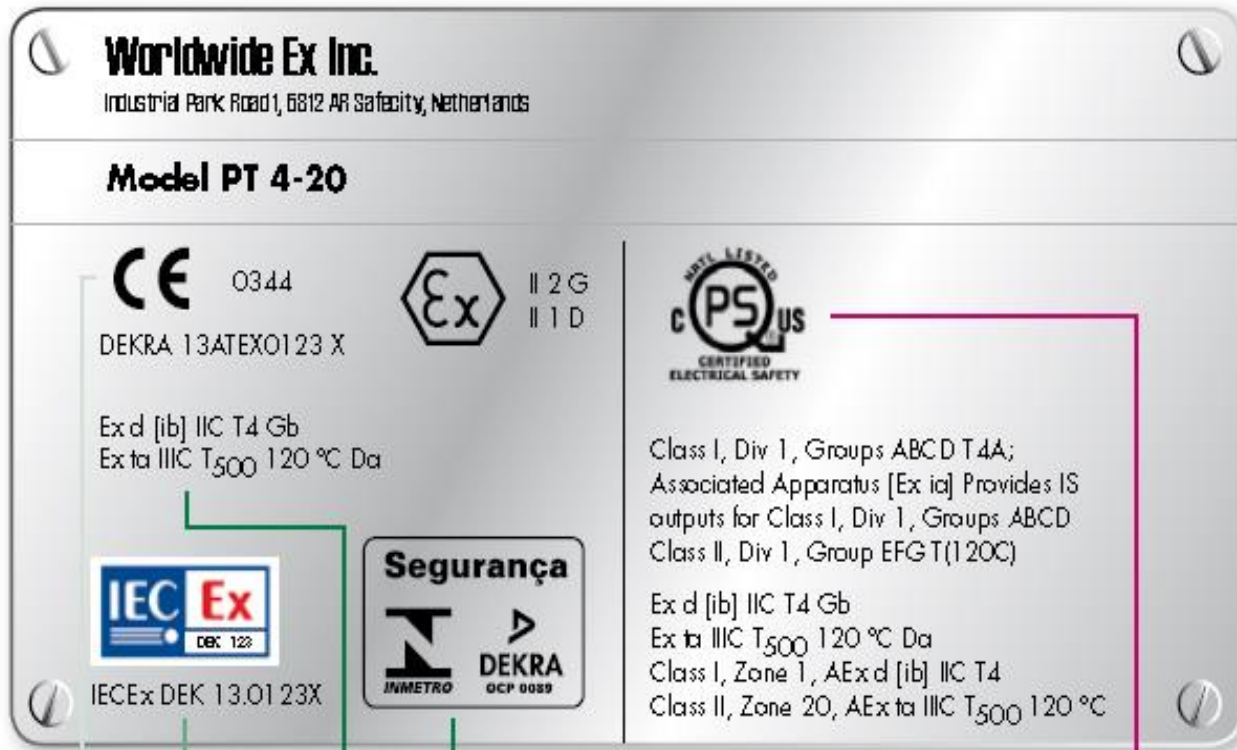 Worldwide Ex Inc.
Industrial Park Road 1, 6812 AR Safecity, Netherlands
Model PT 4-20
CE 0344
DEKRA 13ATEX0123 X
Ex
II 2 G
II 1 D
Ex d [ib] IIC T4 Gb
Ex ta IIIC T500 120 °C Da
IEC Ex
DEK 123
IECEx DEK 13.0123X
Segurança
INMETRO
DEKRA
OCP 0089
NRTL LISTED
C PS US
CERTIFIED
ELECTRICAL SAFETY
Class I, Div 1, Groups ABCD T4A;
Associated Apparatus [Ex ia] Provides IS
outputs for Class I, Div 1, Groups ABCD
Class II, Div 1, Group EFG T(120C)
Ex d [ib] IIC T4 Gb
Ex ta IIIC T500 120 °C Da
Class I, Zone 1, AEx d [ib] IIC T4
Class II, Zone 20, AEx ta IIIC T500 120 °C